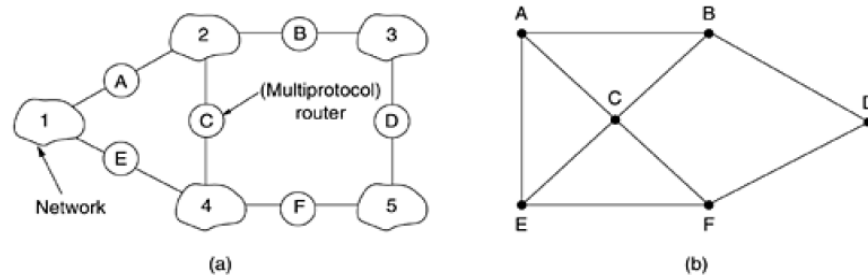 2 B 3 A B
A
(Multiprotocol)
router
1 C D C D
E
Network 4 F 5 E F
(a) (b)